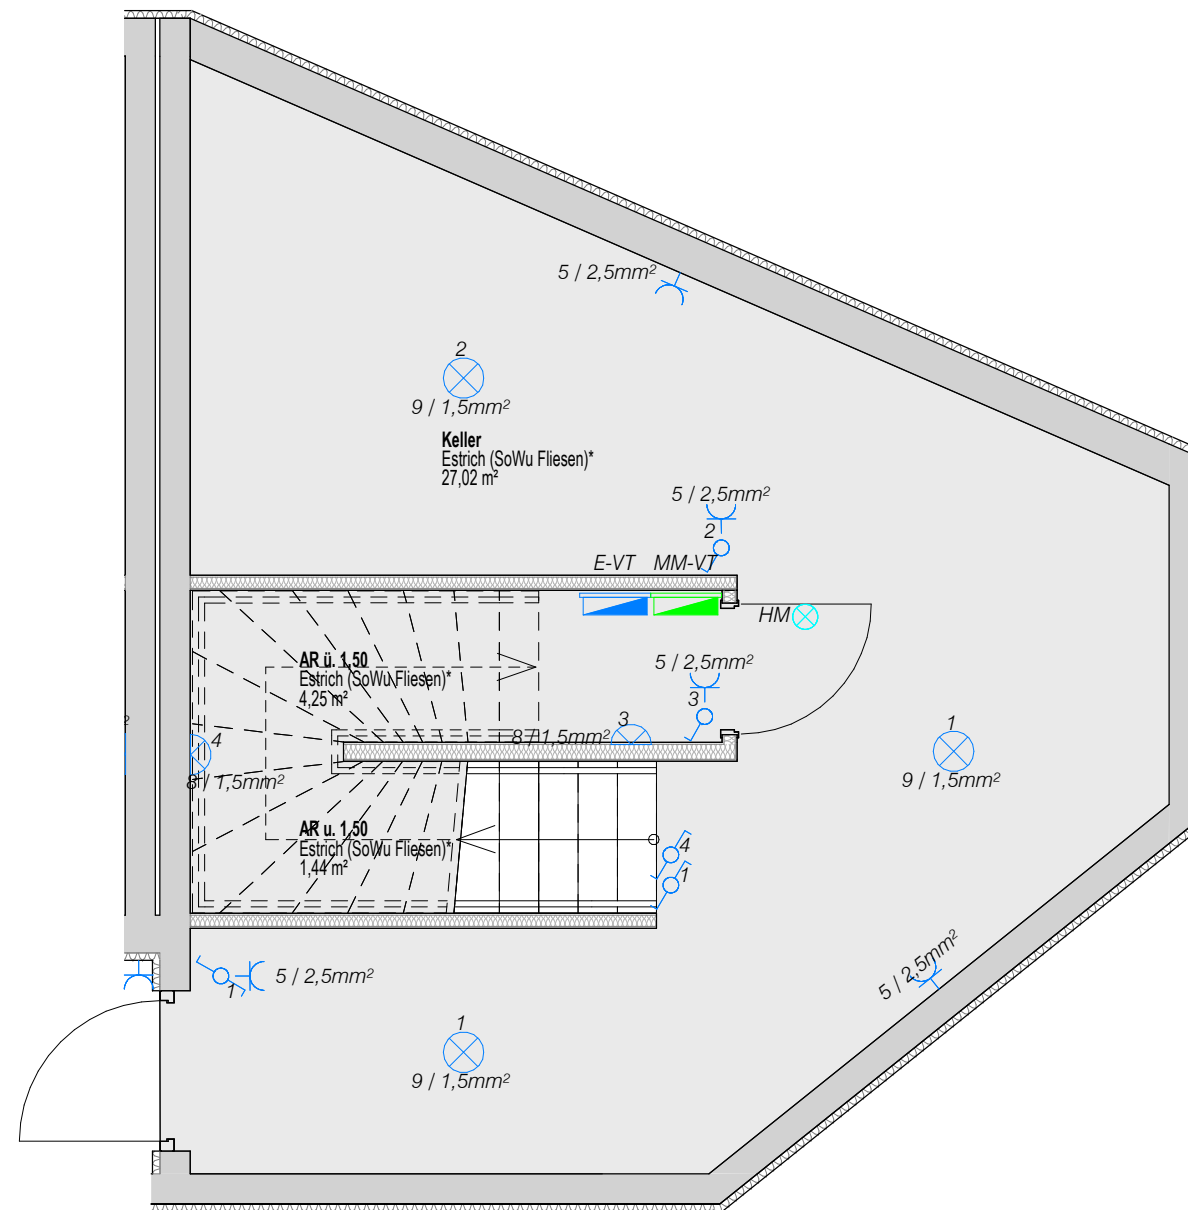 5 / 2,5mm²
2
9 / 1,5mm²
Keller
Estrich (SoWu Fliesen)*
27,02 m²
5 / 2,5mm²
2
E-VT
MM-VT
HM
AR ü. 1,50
Estrich (SoWu Fliesen)*
4,25 m²
5 / 2,5mm²
3
3
8 / 1,5mm²
4
8 / 1,5mm²
1
9 / 1,5mm²
AR u. 1,50
Estrich (SoWu Fliesen)*
1,44 m²
4
1
1
5 / 2,5mm²
5 / 2,5mm²
1
9 / 1,5mm²